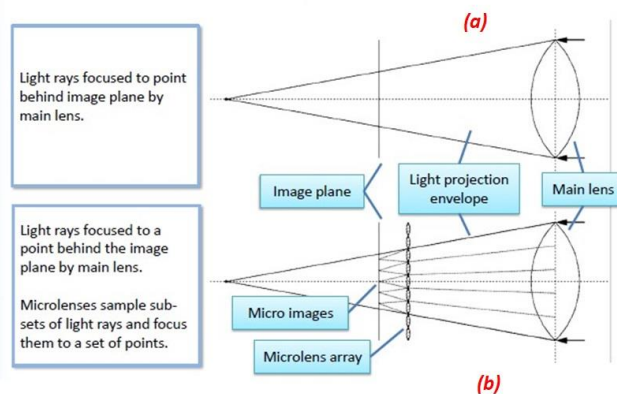 (a)
Light rays focused to point
behind image plane by
main lens.
Image plane
Light projection
envelope
Main lens
Light rays focused to a
point behind the image
plane by main lens.
Microlenses sample sub-
sets of light rays and focus
them to a set of points.
Micro images
Microlens array
(b)